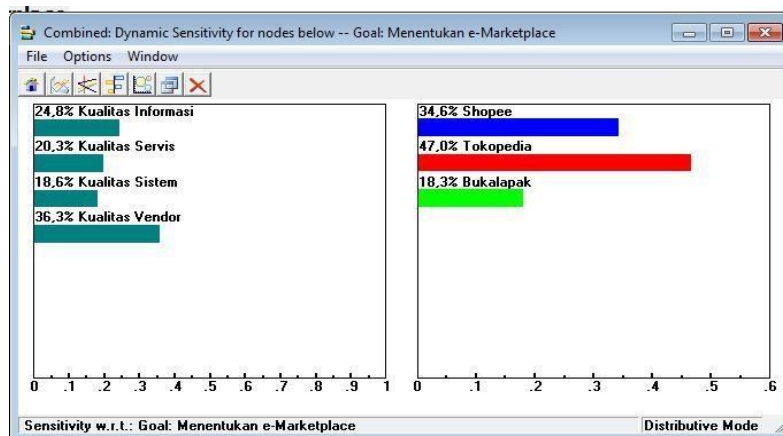 Combined: Dynamic Sensitivity for nodes below -- Goal: Menentukan e-Marketplace
File Options Window
24,8% Kualitas Informasi
20,3% Kualitas Servis
18,6% Kualitas Sistem
36,3% Kualitas Vendor
0 .1 .2 .3 .4 .5 .6 .7 .8 .9 1
34,6% Shopee
47,0% Tokopedia
18,3% Bukalapak
0 .1 .2 .3 .4 .5 .6
Sensitivity w.r.t.: Goal: Menentukan e-Marketplace
Distributive Mode